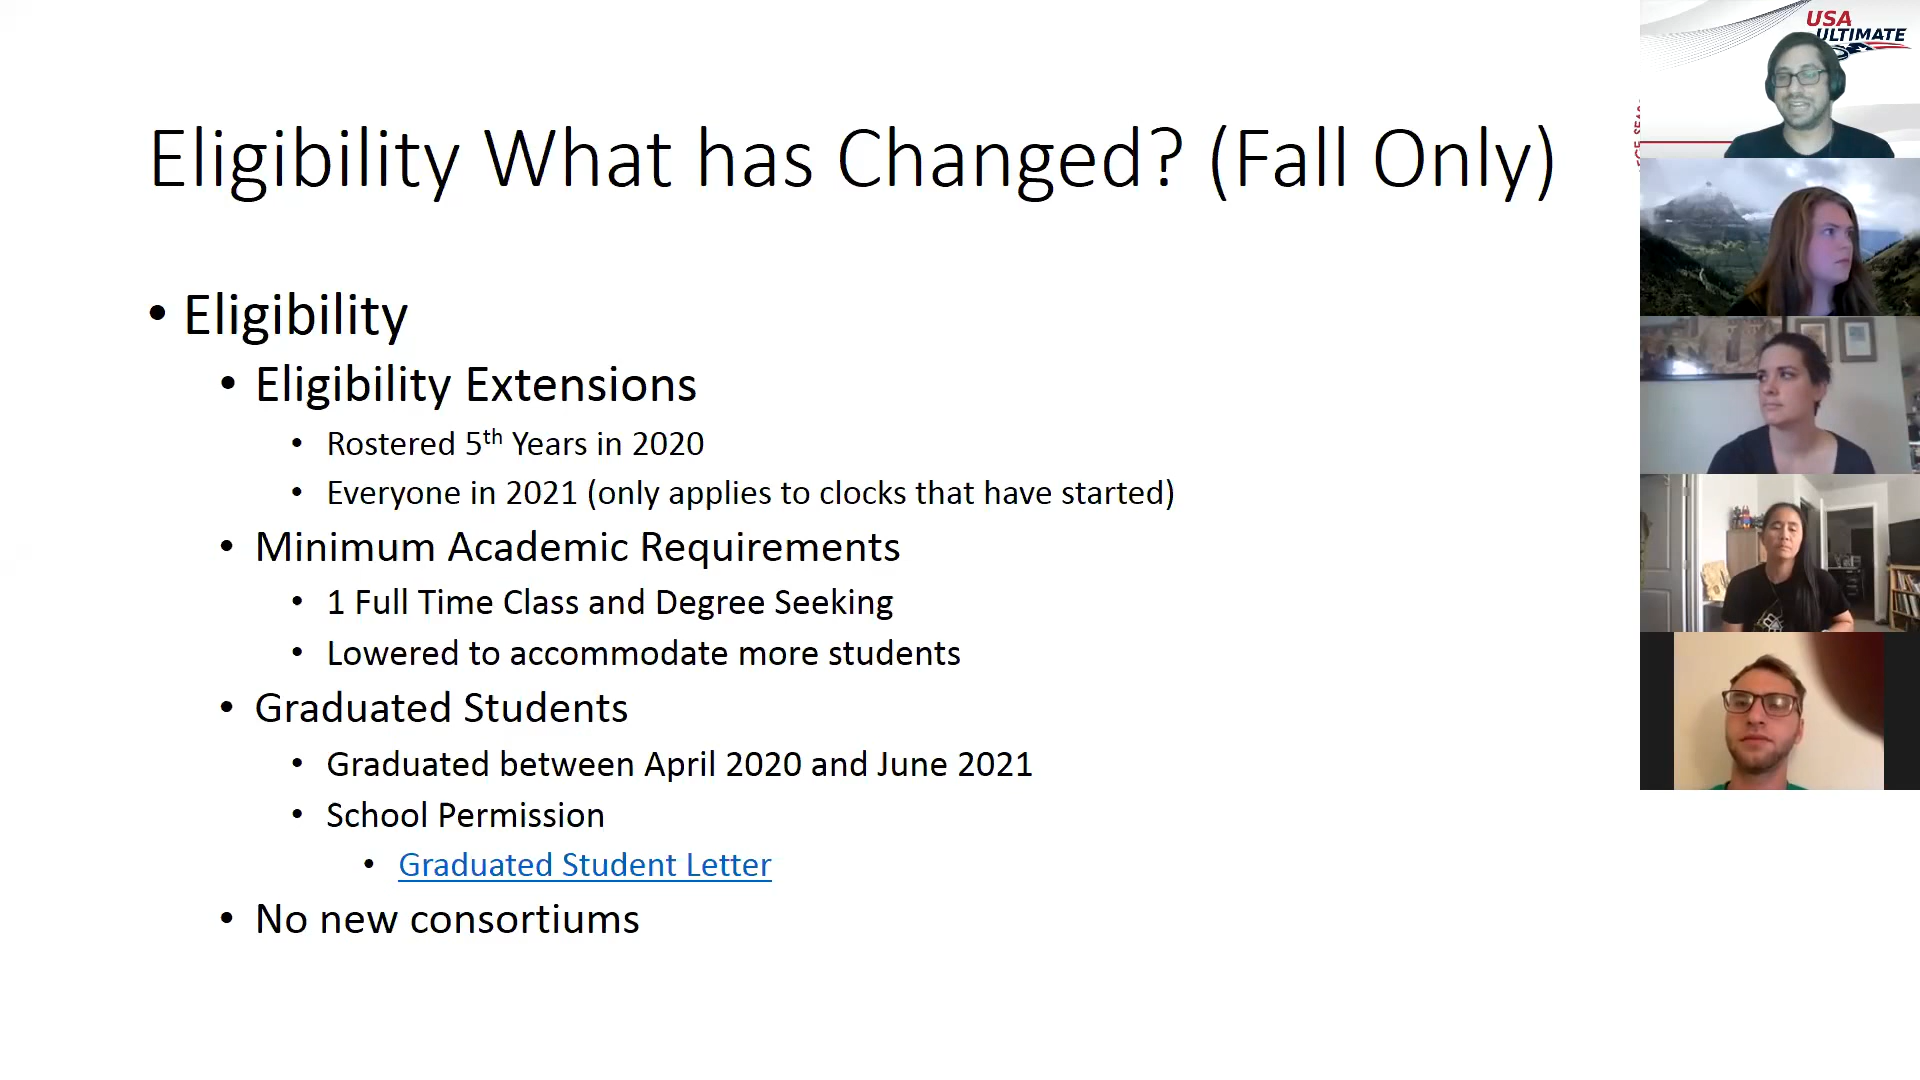 Eligibility What has Changed? (Fall Only)
• Eligibility
• Eligibility Extensions
• Rostered 5th Years in 2020
• Everyone in 2021 (only applies to clocks that have started)
• Minimum Academic Requirements
• 1 Full Time Class and Degree Seeking
• Lowered to accommodate more students
• Graduated Students
• Graduated between April 2020 and June 2021
• School Permission
• Graduated Student Letter
• No new consortiums
USA
ULTIMATE